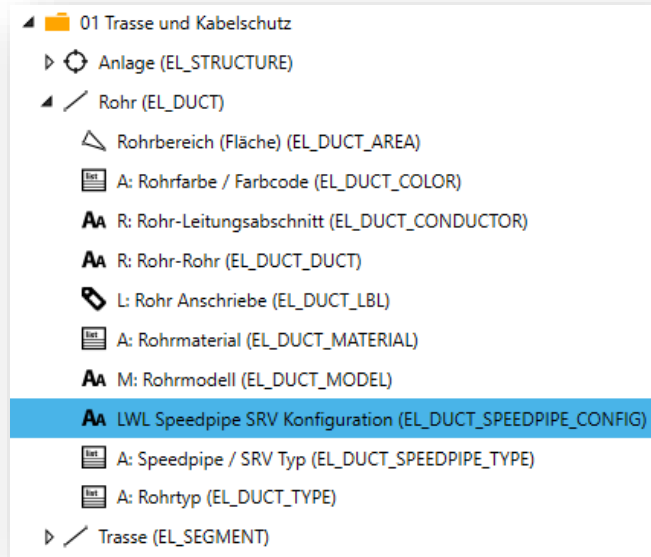 01 Trasse und Kabelschutz
Anlage (EL_STRUCTURE)
Rohr (EL_DUCT)
Rohrbereich (Fläche) (EL_DUCT_AREA)
A: Rohrfarbe / Farbcode (EL_DUCT_COLOR)
R: Rohr-Leitungsabschnitt (EL_DUCT_CONDUCTOR)
R: Rohr-Rohr (EL_DUCT_DUCT)
L: Rohr Anschriebe (EL_DUCT_LBL)
A: Rohrmaterial (EL_DUCT_MATERIAL)
M: Rohrmodell (EL_DUCT_MODEL)
LWL Speedpipe SRV Konfiguration (EL_DUCT_SPEEDPIPE_CONFIG)
A: Speedpipe / SRV Typ (EL_DUCT_SPEEDPIPE_TYPE)
A: Rohrtyp (EL_DUCT_TYPE)
Trasse (EL_SEGMENT)